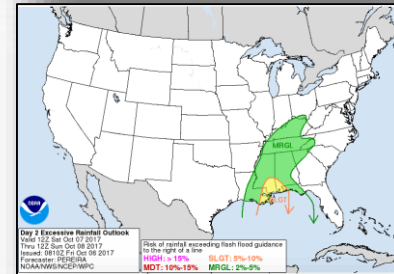 MRGL
SLGT
NOAA
Day 2 Excessive Rainfall Outlook
Valid 12Z Sat Oct 07 2017
Thru 12Z Sun Oct 08 2017
Issued: 0810Z Fri Oct 06 2017
Forecaster: PEREIRA
NOAA/NWS/NCEP/WPC
Risk of rainfall exceeding flash flood guidance
to the right of a line
HIGH: > 15% SLGT: 5%-10%
MDT: 10%-15% MRGL: 2%-5%